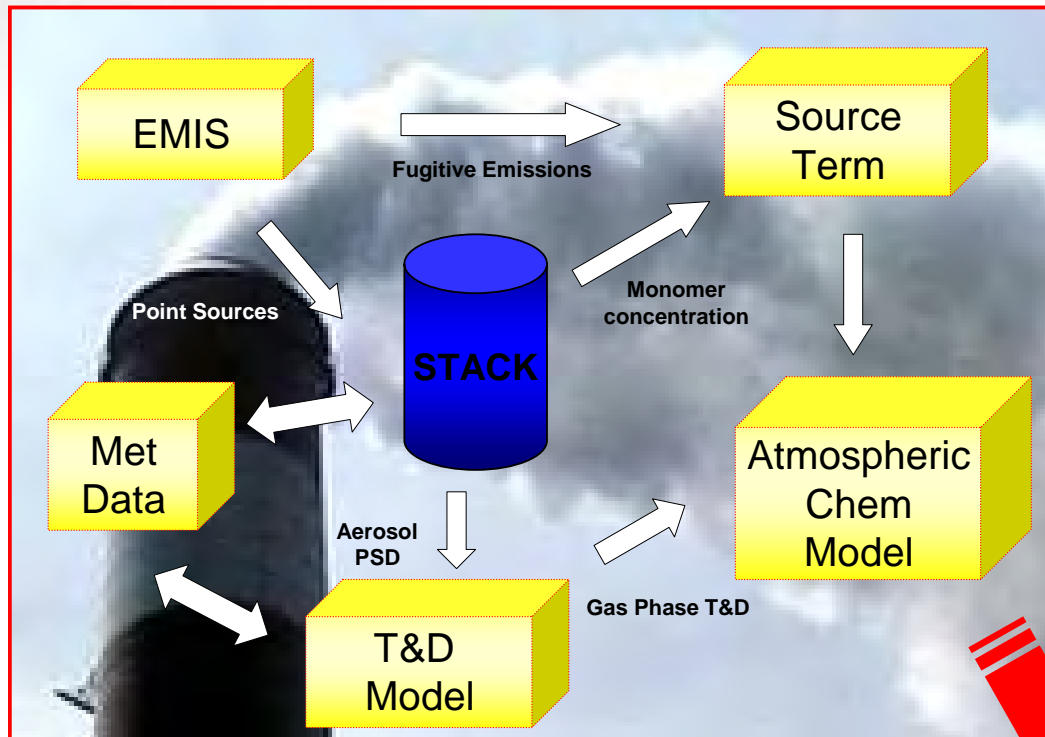 EMIS
Fugitive Emissions
Source
Term
Point Sources
STACK
Monomer
concentration
Met
Data
Aerosol
PSD
Atmospheric
Chem
Model
Gas Phase T&D
T&D
Model